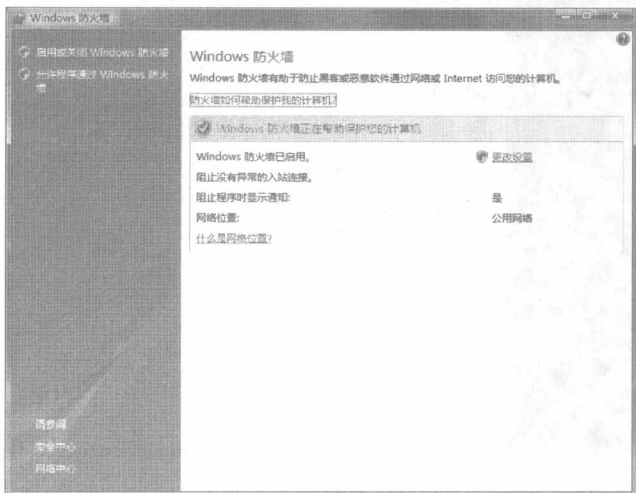 Windows 防火墙
启用或关闭 Windows 防火墙
允许程序通过 Windows 防火
墙
Windows 防火墙
Windows 防火墙有助于防止黑客或恶意软件通过网络或 Internet 访问您的计算机。
防火墙如何帮助保护我的计算机?
Windows 防火墙正在帮助保护您的计算机
Windows 防火墙已启用。 更改设置
阻止没有异常的入站连接。
阻止程序时显示通知: 是
网络位置: 公用网络
什么是网络位置?
请参阅
安全中心
网络中心